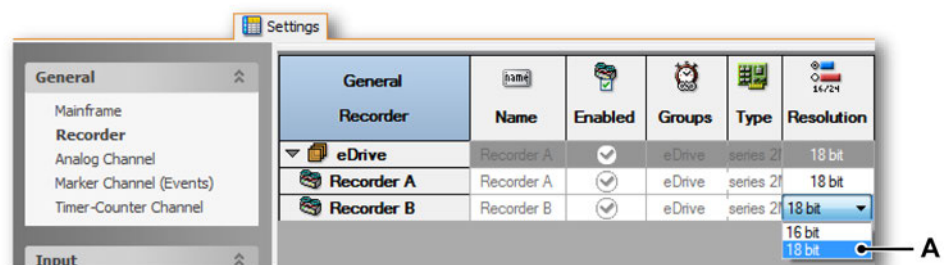 Settings
General
Mainframe
Recorder
Analog Channel
Marker Channel (Events)
Timer-Counter Channel
Input
General
Recorder
name
Name
Enabled
Groups
Type
16/24
Resolution
eDrive Recorder A eDrive series 2 18 bit
Recorder A Recorder A eDrive series 2 18 bit
Recorder B Recorder B eDrive series 2 18 bit
16 bit
18 bit
A